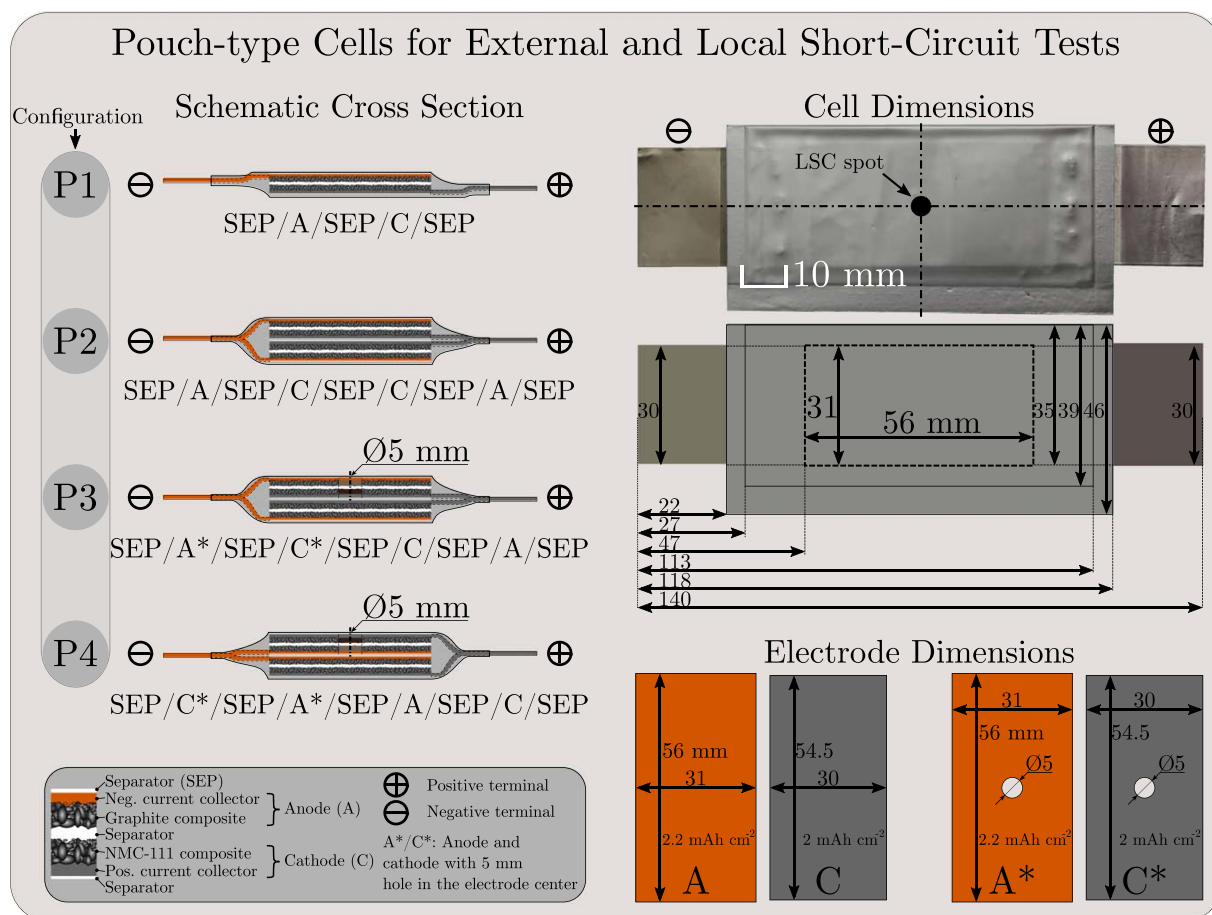 Pouch-type Cells for External and Local Short-Circuit Tests
Configuration
Schematic Cross Section
P1
SEP/A/SEP/C/SEP
P2
SEP/A/SEP/C/SEP/C/SEP/A/SEP
P3
Ø5 mm
SEP/A*/SEP/C*/SEP/C/SEP/A/SEP
P4
Ø5 mm
SEP/C*/SEP/A*/SEP/A/SEP/C/SEP
Separator (SEP)
Neg. current collector
Graphite composite
Separator
NMC-111 composite
Pos. current collector
Separator
Anode (A)
Cathode (C)
Positive terminal
Negative terminal
A*/C*: Anode and
cathode with 5 mm
hole in the electrode center
Cell Dimensions
LSC spot
10 mm
30
31
56 mm
35
39
46
30
22
27
47
113
118
140
Electrode Dimensions
56 mm
31
2.2 mAh cm-2
A
54.5
30
2 mAh cm-2
C
31
56 mm
Ø5
2.2 mAh cm-2
A*
30
54.5
Ø5
2 mAh cm-2
C*